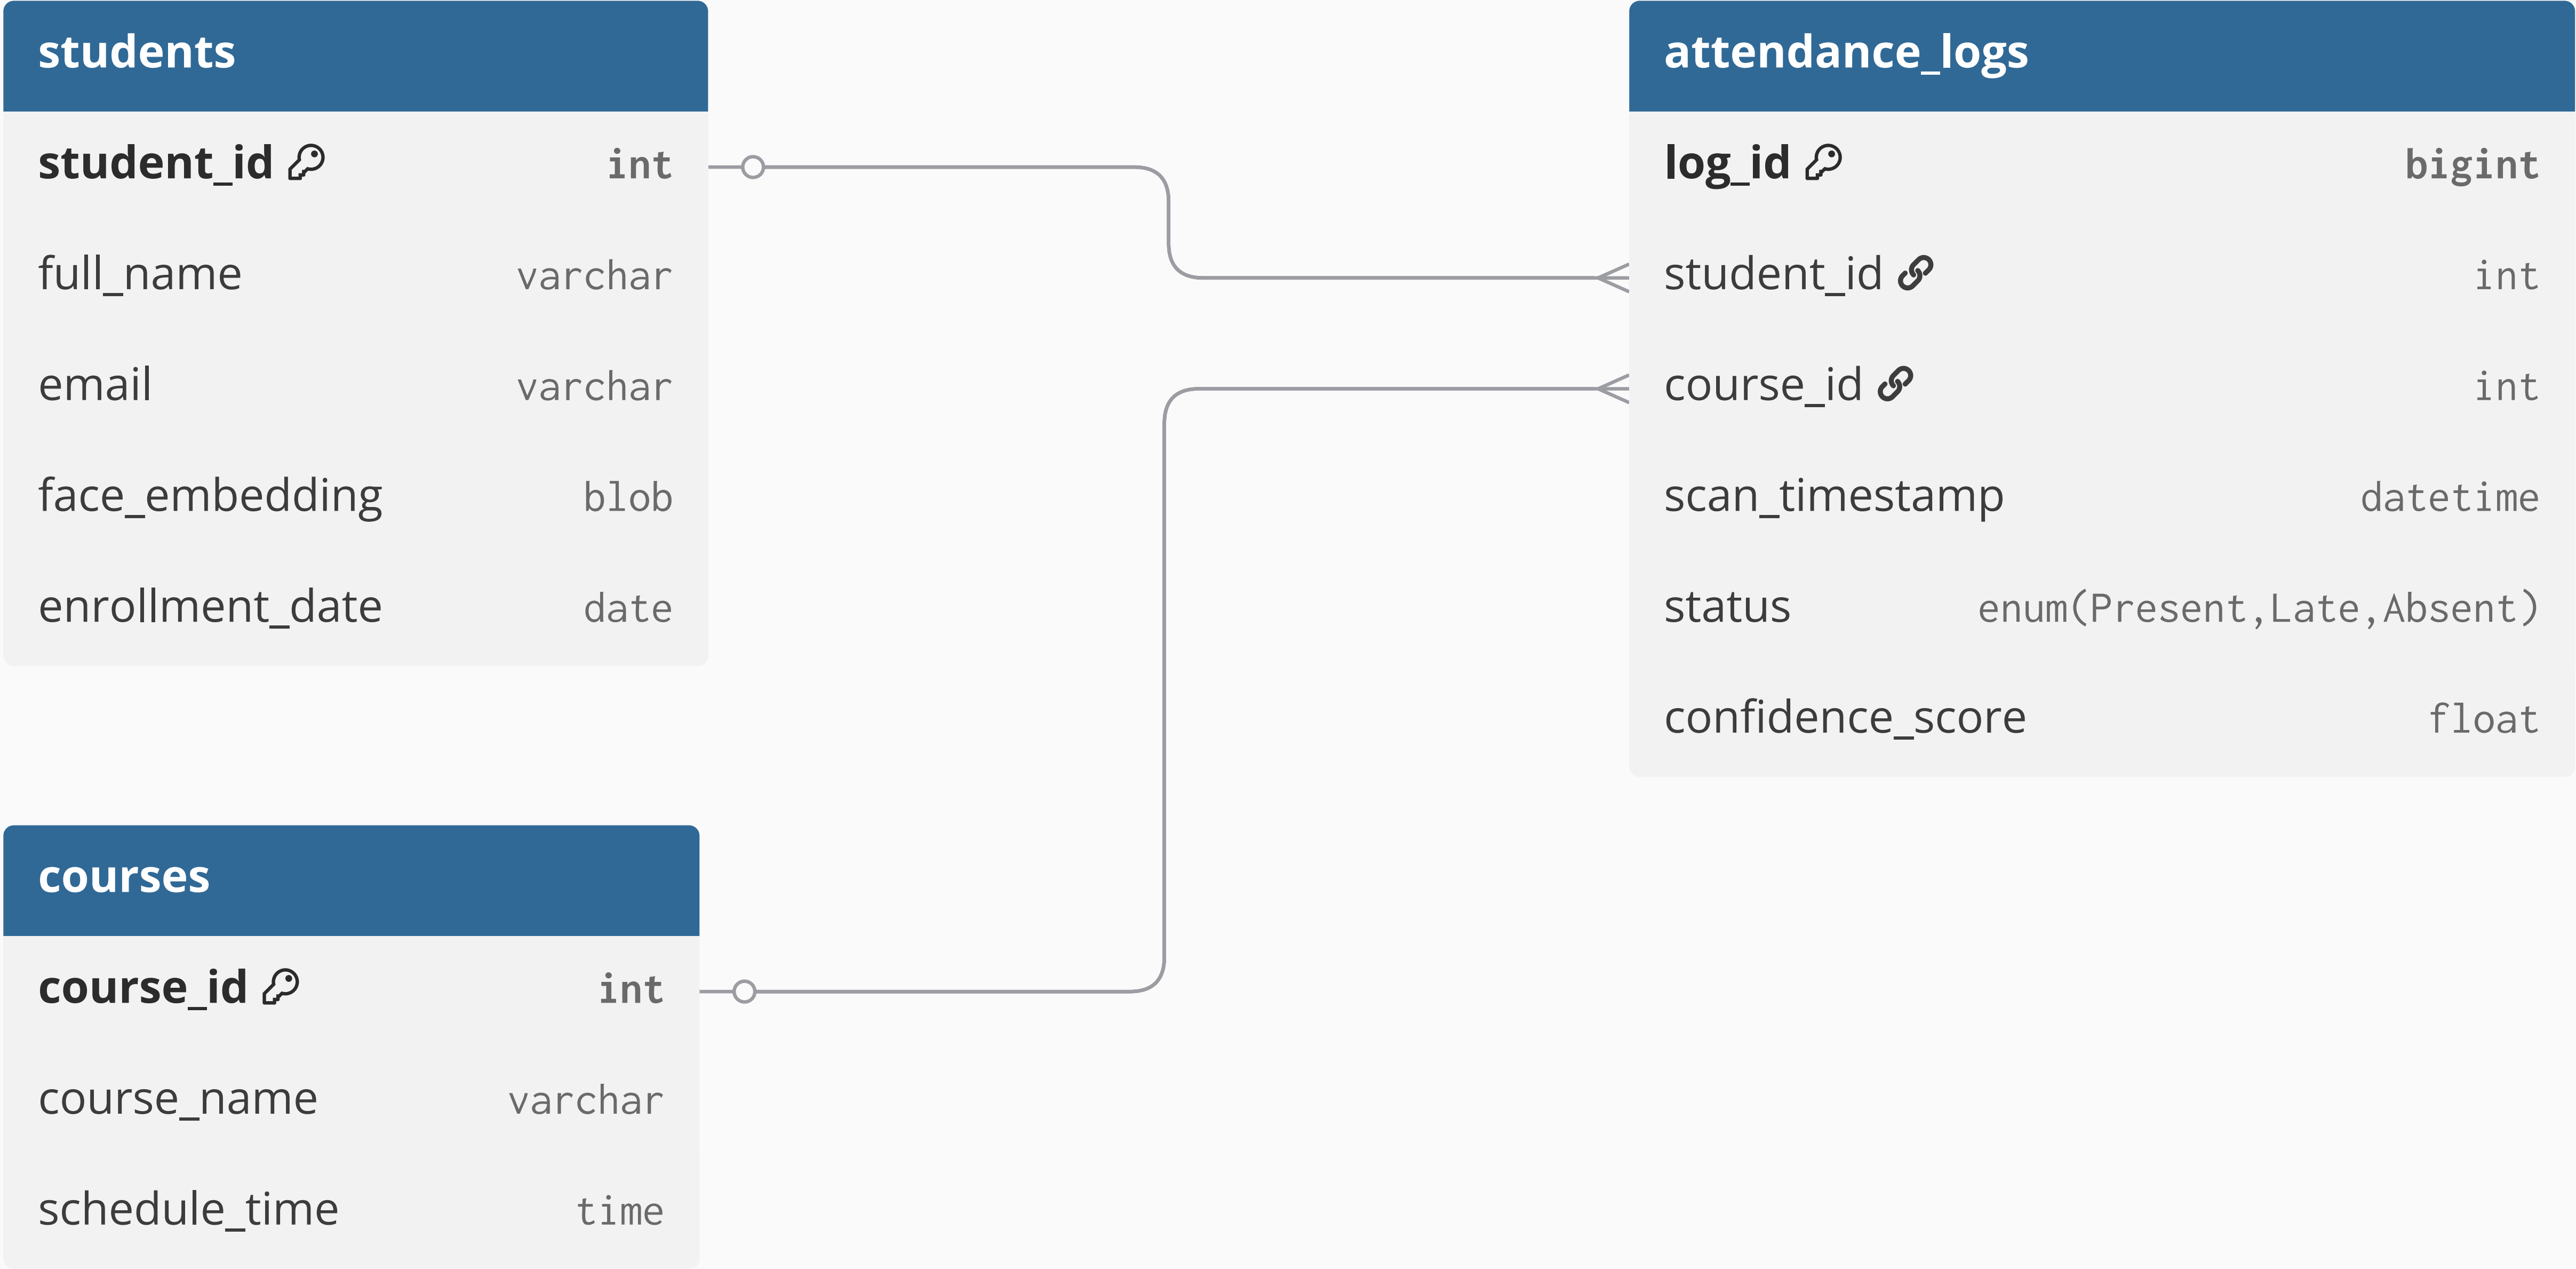 students
student_id int
full_name varchar
email varchar
face_embedding blob
enrollment_date date
attendance_logs
log_id bigint
student_id int
course_id int
scan_timestamp datetime
status enum(Present,Late,Absent)
confidence_score float
courses
course_id int
course_name varchar
schedule_time time